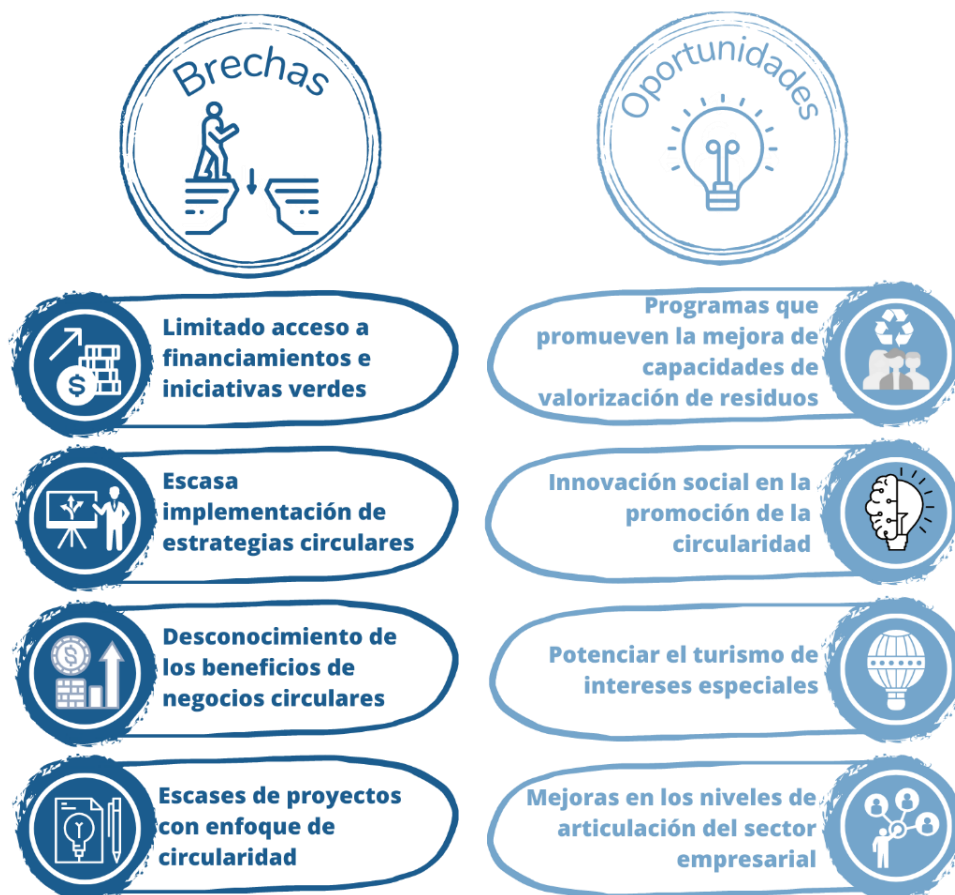 Brechas
Limitado acceso a
financiamientos e
iniciativas verdes
Escasa
implementación de
estrategias circulares
Desconocimiento de
los beneficios de
negocios circulares
Escases de proyectos
con enfoque de
circularidad
Oportunidades
Programas que
promueven la mejora de
capacidades de
valorización de residuos
Innovación social en la
promoción de la
circularidad
Potenciar el turismo de
intereses especiales
Mejoras en los niveles de
articulación del sector
empresarial